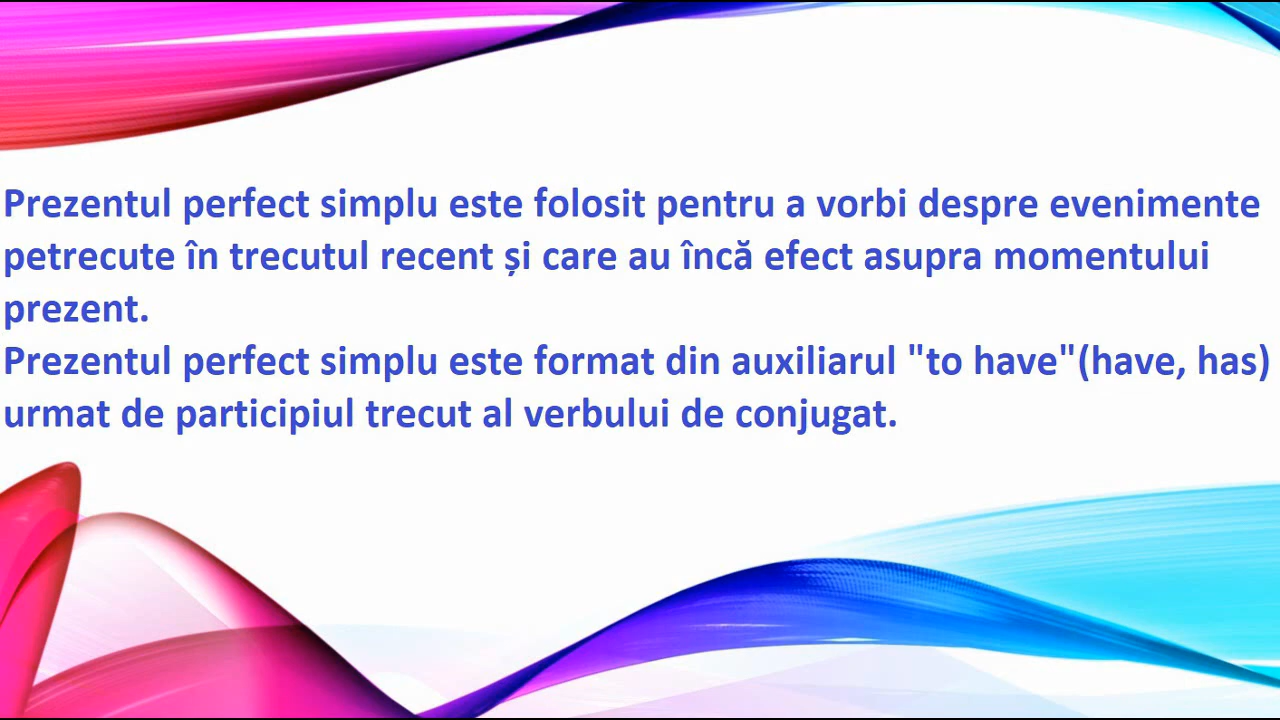 Prezentul perfect simplu este folosit pentru a vorbi despre evenimente
petrecute în trecutul recent și care au încă efect asupra momentului
prezent.
Prezentul perfect simplu este format din auxiliarul "to have"(have, has)
urmat de participiul trecut al verbului de conjugat.